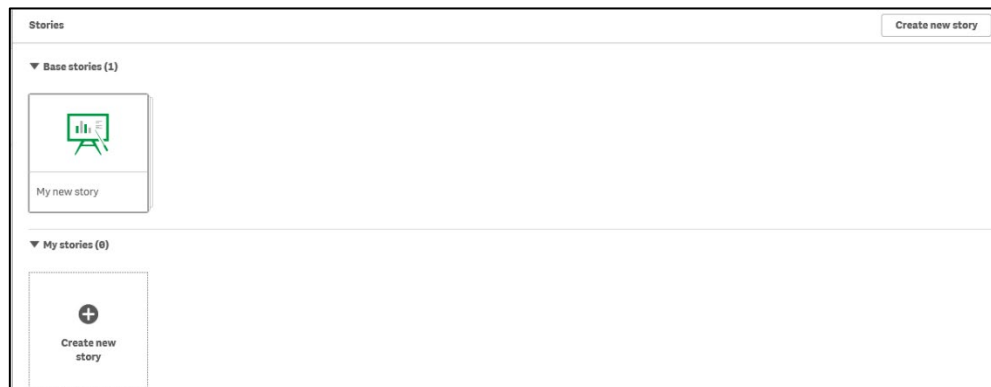 Stories
Create new story
▼ Base stories (1)
My new story
▼ My stories (0)
Create new
story